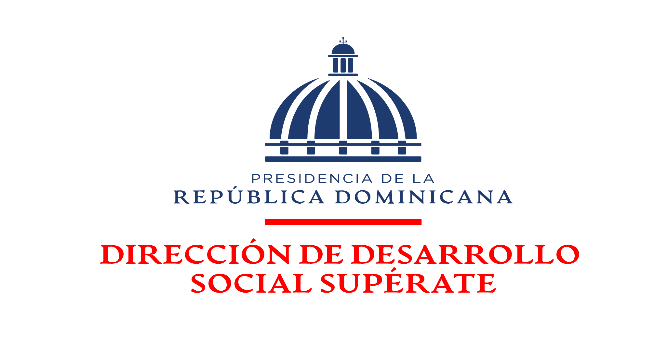 PRESIDENCIA DE LA
REPÚBLICA DOMINICANA
DIRECCIÓN DE DESARROLLO
SOCIAL SUPÉRATE